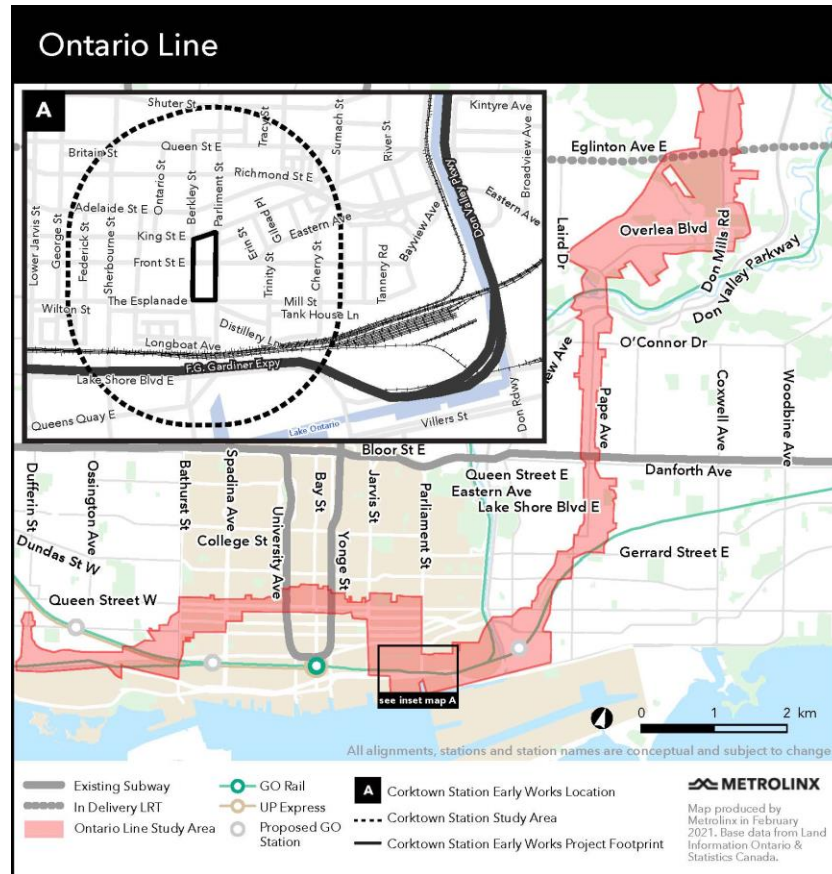 Ontario Line
A
Shuter St
Tracy St
Sumach St
River St
Kintyre Ave
Britain St
Queen St E
Ontario St
Berkley St
Parliment St
Richmond St E
Don Valley Pkwy
Broadview Ave
Eastern Ave
Adelaide St E
Lower Jarvis St
George St
Federick St
Sherbourne St
King St E
Front St E
The Esplanade
Erin St
Gilead Pl
Eastern Ave
Trinity St
Cherry St
Tannery Rd
Bayview Ave
Wilton St
Mill St
Tank House Ln
Distillery Ln
Longboat Ave
F.G. Gardiner Expy
Lake Shore Blvd E
Queens Quay E
Lake Ontario
Villers St
Don Rdwy
Eglinton Ave E
Laird Dr
Overlea Blvd
Don Mills Rd
Don Valley Parkway
O'Connor Dr
iew Ave
Pape Ave
Coxwell Ave
Woodbine Ave
Bloor St E
Danforth Ave
Dufferin St
Ossington Ave
Bathurst St
Spadina Ave
University Ave
Bay St
Yonge St
Jarvis St
Parliament St
Queen Street E
Eastern Ave
Lake Shore Blvd E
Dundas St W
College St
Gerrard Street E
Queen Street W
see inset map A
0 1 2 km
All alignments, stations and station names are conceptual and subject to change
Existing Subway
In Delivery LRT
Ontario Line Study Area
GO Rail
UP Express
Proposed GO
Station
A Corktown Station Early Works Location
Corktown Station Study Area
Corktown Station Early Works Project Footprint
METROLINX
Map produced by
Metrolinx in February
2021. Base data from Land
Information Ontario &
Statistics Canada.